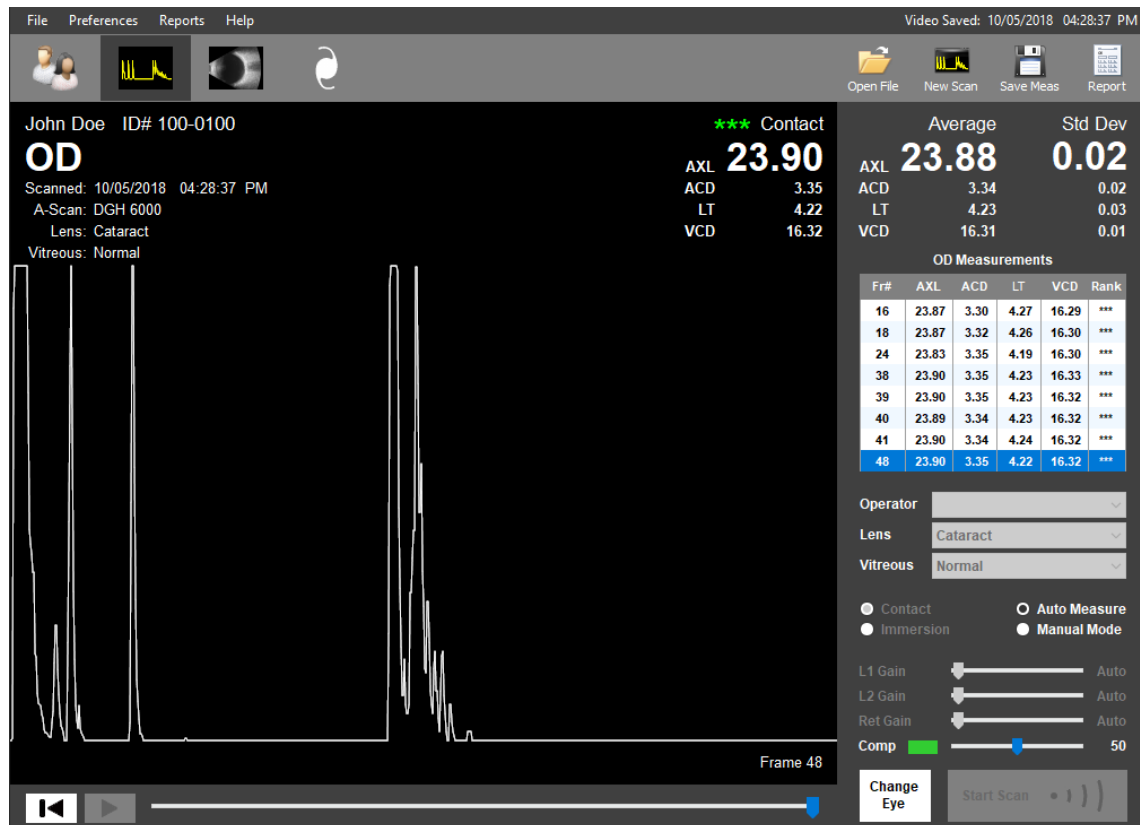 File Preferences Reports Help Video Saved: 10/05/2018 04:28:37 PM
Open File New Scan Save Meas Report
John Doe ID# 100-0100 *** Contact
OD
AXL 23.90
Scanned: 10/05/2018 04:28:37 PM ACD 3.35
A-Scan: DGH 6000 LT 4.22
Lens: Cataract VCD 16.32
Vitreous: Normal
Frame 48
Average Std Dev
AXL 23.88 0.02
ACD 3.34 0.02
LT 4.23 0.03
VCD 16.31 0.01
OD Measurements
Fr# AXL ACD LT VCD Rank
16 23.87 3.30 4.27 16.29 ***
18 23.87 3.32 4.26 16.30 ***
24 23.83 3.35 4.19 16.30 ***
38 23.90 3.35 4.23 16.33 ***
39 23.90 3.35 4.23 16.32 ***
40 23.89 3.34 4.23 16.32 ***
41 23.90 3.34 4.24 16.32 ***
48 23.90 3.35 4.22 16.32 ***
Operator
Lens Cataract
Vitreous Normal
Contact Auto Measure
Immersion Manual Mode
L1 Gain Auto
L2 Gain Auto
Ret Gain Auto
Comp 50
Change
Eye
Start Scan